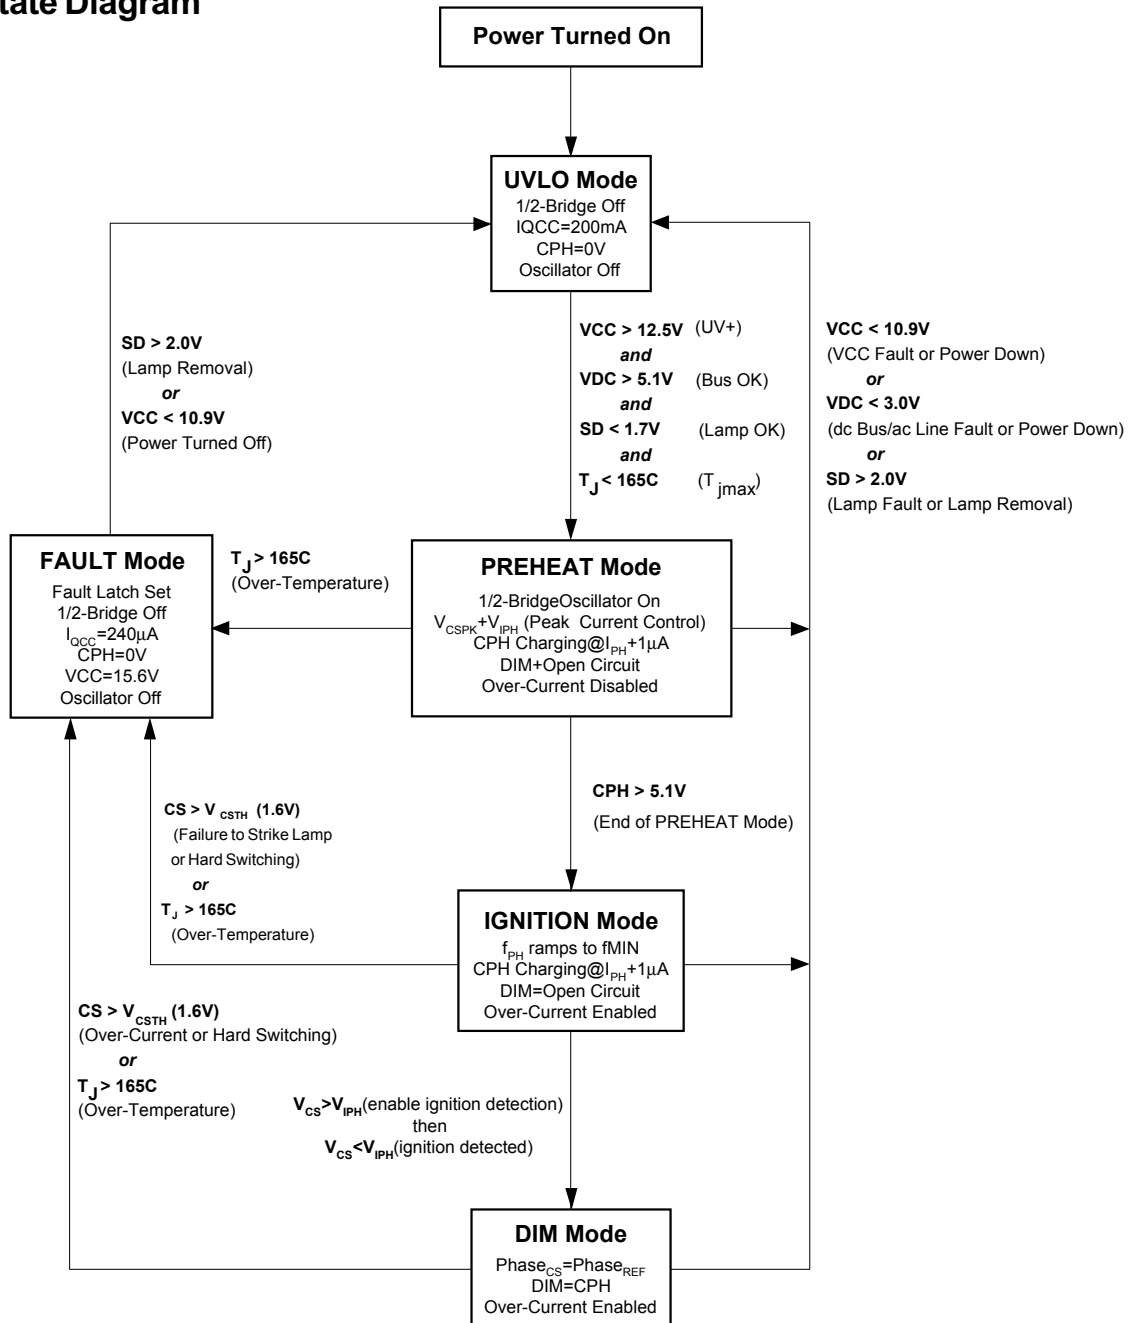 tate Diagram
Power Turned On
UVLO Mode
1/2-Bridge Off
IQCC=200mA
CPH=0V
Oscillator Off
SD > 2.0V
(Lamp Removal)
or
VCC < 10.9V
(Power Turned Off)
VCC > 12.5V (UV+)
and
VDC > 5.1V (Bus OK)
and
SD < 1.7V (Lamp OK)
and
TJ < 165C (Tjmax)
VCC < 10.9V
(VCC Fault or Power Down)
or
VDC < 3.0V
(dc Bus/ac Line Fault or Power Down)
or
SD > 2.0V
(Lamp Fault or Lamp Removal)
FAULT Mode
Fault Latch Set
1/2-Bridge Off
IQCC=240μA
CPH=0V
VCC=15.6V
Oscillator Off
TJ > 165C
(Over-Temperature)
PREHEAT Mode
1/2-BridgeOscillator On
VCSPK+VIPH (Peak Current Control)
CPH Charging@IPH+1μA
DIM+Open Circuit
Over-Current Disabled
CPH > 5.1V
(End of PREHEAT Mode)
CS > VCSTH (1.6V)
(Failure to Strike Lamp
or Hard Switching)
or
TJ > 165C
(Over-Temperature)
IGNITION Mode
fPH ramps to fMIN
CPH Charging@IPH+1μA
DIM=Open Circuit
Over-Current Enabled
CS > VCSTH (1.6V)
(Over-Current or Hard Switching)
or
TJ > 165C
(Over-Temperature)
VCS>VIPH(enable ignition detection)
then
VCS<VIPH(ignition detected)
DIM Mode
PhaseCS=PhaseREF
DIM=CPH
Over-Current Enabled